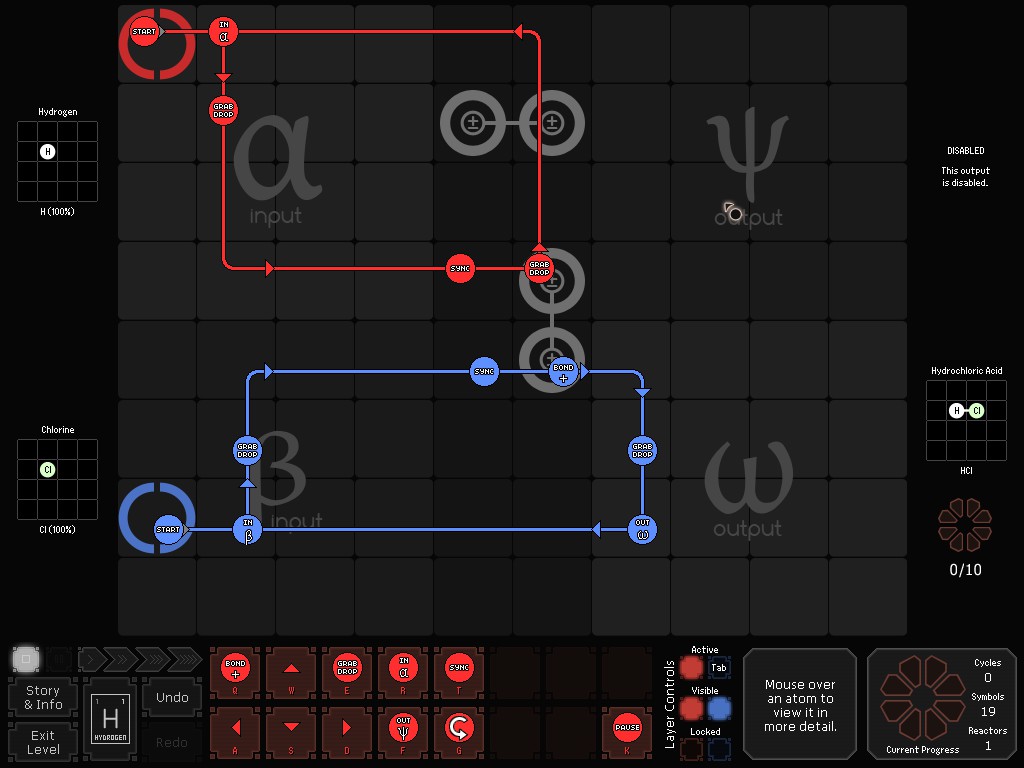 START
IN
α
GRAB
DROP
α
input
±
±
ψ
output
Hydrogen
H
H (100%)
DISABLED
This output
is disabled.
SYNC
GRAB
DROP
±
SYNC
BOND
+
±
GRAB
DROP
GRAB
DROP
β
input
ω
output
START
IN
β
OUT
ω
Chlorine
Cl
Cl (100%)
Hydrochloric Acid
H Cl
HCl
0/10
Story
& Info
Exit
Level
1 1
H
HYDROGEN
Undo
Redo
BOND
+
Q
W
GRAB
DROP
E
IN
α
R
SYNC
T
A
S
D
OUT
ψ
F
G
PAUSE
K
Layer Controls
Active
Tab
Visible
Locked
Mouse over
an atom to
view it in
more detail.
Current Progress
Cycles
0
Symbols
19
Reactors
1